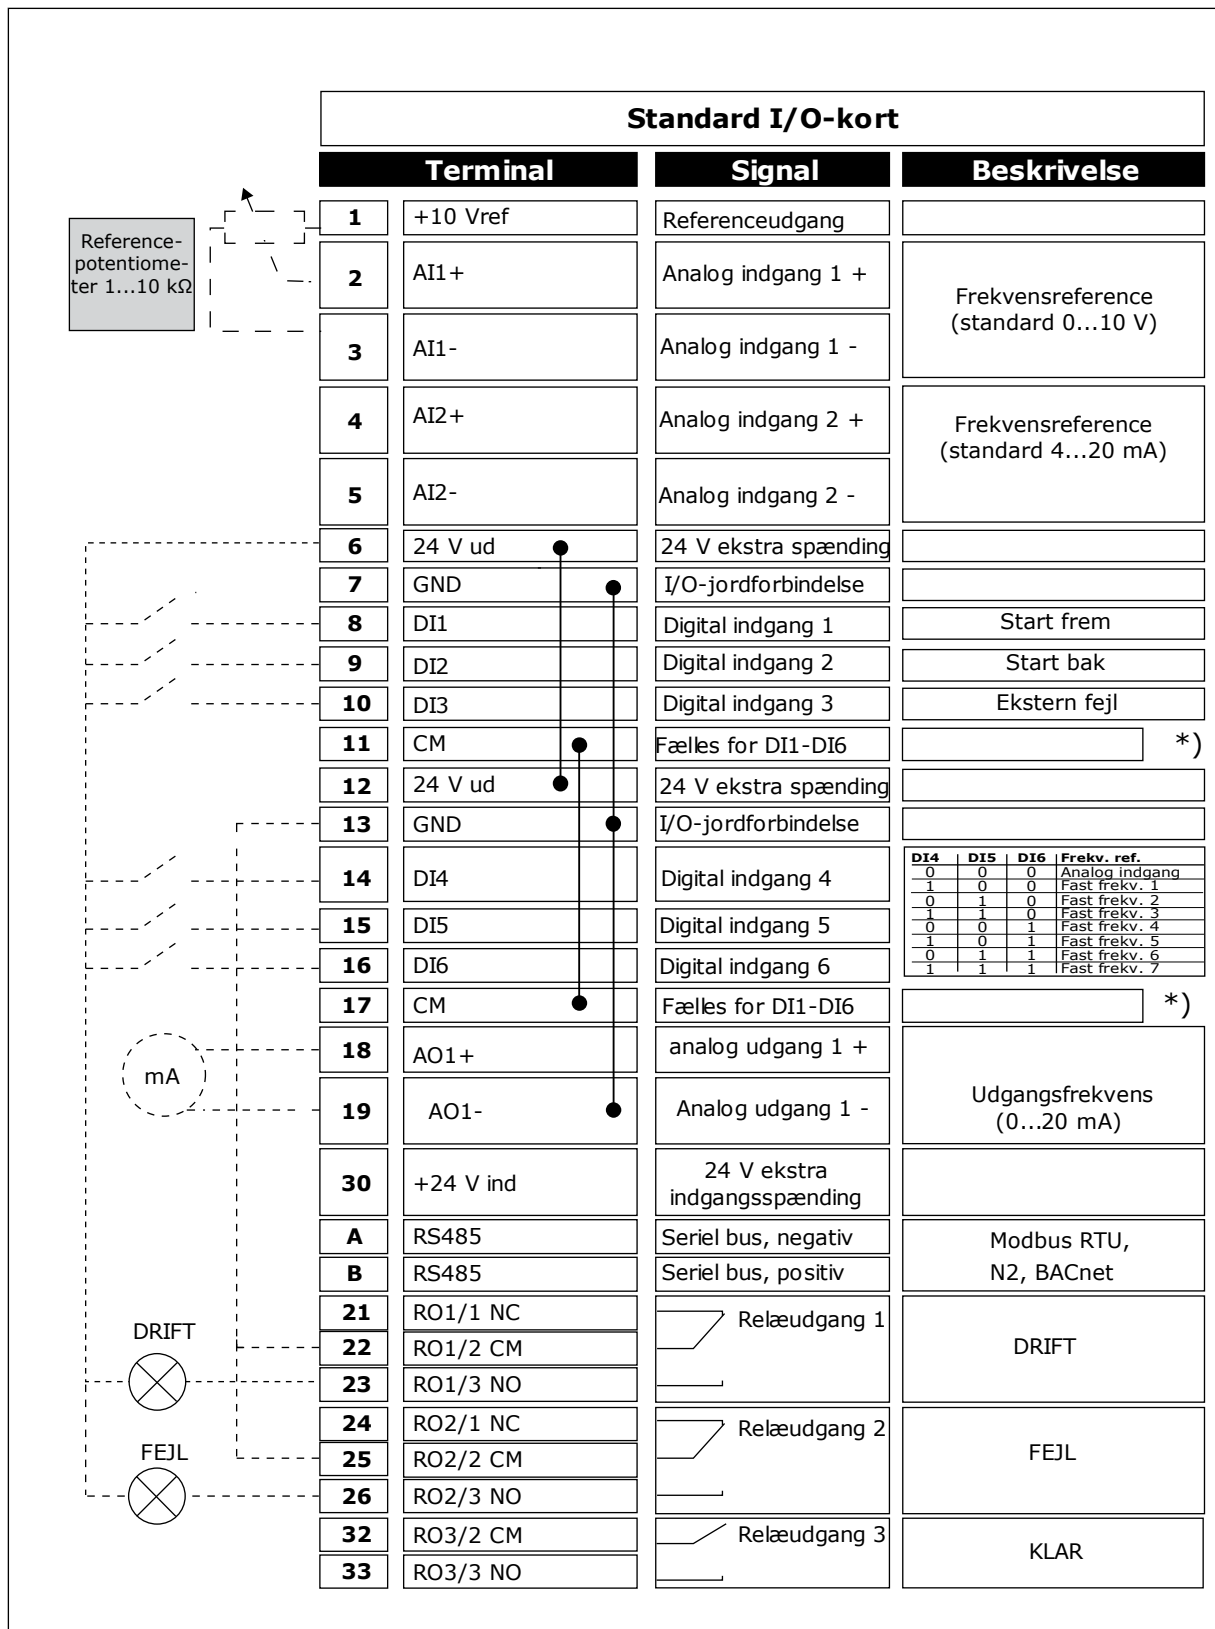 Standard I/O-kort
Terminal Signal Beskrivelse
Reference-
potentiome-
ter 1...10 kΩ
1 +10 Vref Referenceudgang
2 AI1+ Analog indgang 1 +
Frekvensreference
(standard 0...10 V)
3 AI1- Analog indgang 1 -
4 AI2+ Analog indgang 2 +
Frekvensreference
(standard 4...20 mA)
5 AI2- Analog indgang 2 -
6 24 V ud 24 V ekstra spænding
7 GND I/O-jordforbindelse
8 DI1 Digital indgang 1 Start frem
9 DI2 Digital indgang 2 Start bak
10 DI3 Digital indgang 3 Ekstern fejl
11 CM Fælles for DI1-DI6 *)
12 24 V ud 24 V ekstra spænding
13 GND I/O-jordforbindelse
14 DI4 Digital indgang 4
15 DI5 Digital indgang 5
16 DI6 Digital indgang 6
DI4 DI5 DI6 Frekv. ref.
0 0 0 Analog indgang
1 0 0 Fast frekv. 1
0 1 0 Fast frekv. 2
1 1 0 Fast frekv. 3
0 0 1 Fast frekv. 4
1 0 1 Fast frekv. 5
0 1 1 Fast frekv. 6
1 1 1 Fast frekv. 7
17 CM Fælles for DI1-DI6 *)
mA
18 AO1+ analog udgang 1 +
19 AO1- Analog udgang 1 -
Udgangsfrekvens
(0...20 mA)
30 +24 V ind 24 V ekstra
indgangsspænding
A RS485 Seriel bus, negativ
B RS485 Seriel bus, positiv
Modbus RTU,
N2, BACnet
21 RO1/1 NC Relæudgang 1
DRIFT
22 RO1/2 CM DRIFT
23 RO1/3 NO
24 RO2/1 NC Relæudgang 2
FEJL
25 RO2/2 CM FEJL
26 RO2/3 NO
32 RO3/2 CM Relæudgang 3
KLAR
33 RO3/3 NO